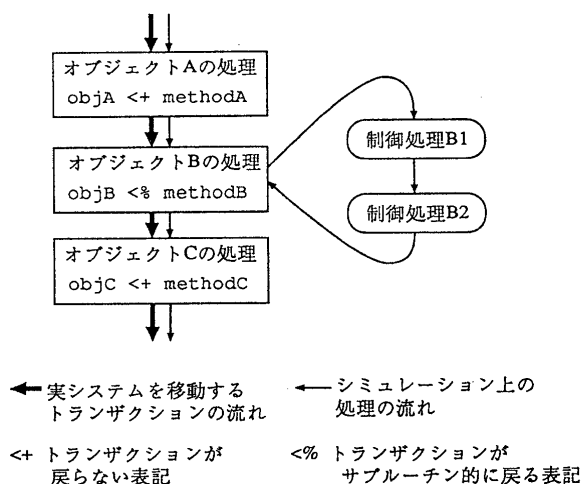 オブジェクトAの処理
objA <+ methodA
オブジェクトBの処理
objB <% methodB
オブジェクトCの処理
objC <+ methodC
制御処理B1
制御処理B2
実システムを移動する
トランザクションの流れ
シミュレーション上の
処理の流れ
<+ トランザクションが
戻らない表記
<% トランザクションが
サブルーチン的に戻る表記